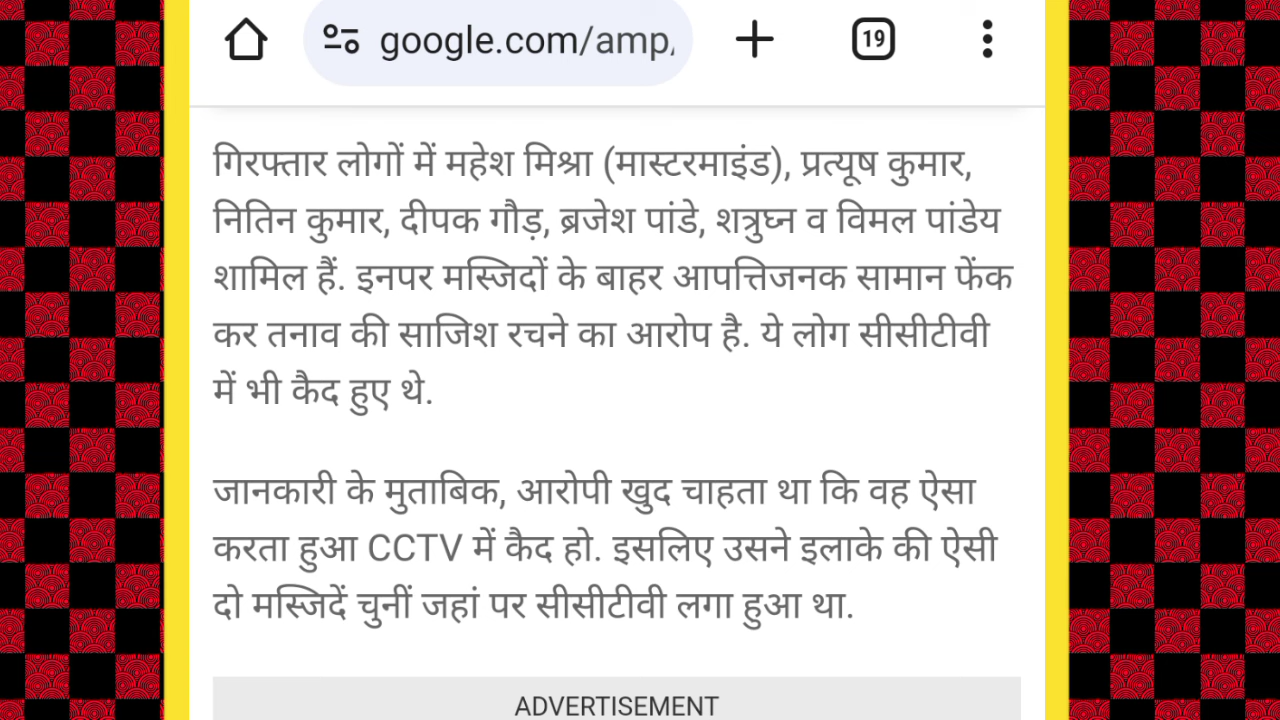 google.com/amp/
19
गिरफ्तार लोगों में महेश मिश्रा (मास्टरमाइंड), प्रत्यूष कुमार,
नितिन कुमार, दीपक गौड़, ब्रजेश पांडे, शत्रुघ्न व विमल पांडेय
शामिल हैं. इनपर मस्जिदों के बाहर आपत्तिजनक सामान फेंक
कर तनाव की साजिश रचने का आरोप है. ये लोग सीसीटीवी
में भी कैद हुए थे.
जानकारी के मुताबिक, आरोपी खुद चाहता था कि वह ऐसा
करता हुआ CCTV में कैद हो. इसलिए उसने इलाके की ऐसी
दो मस्जिदें चुनीं जहां पर सीसीटीवी लगा हुआ था.
ADVERTISEMENT